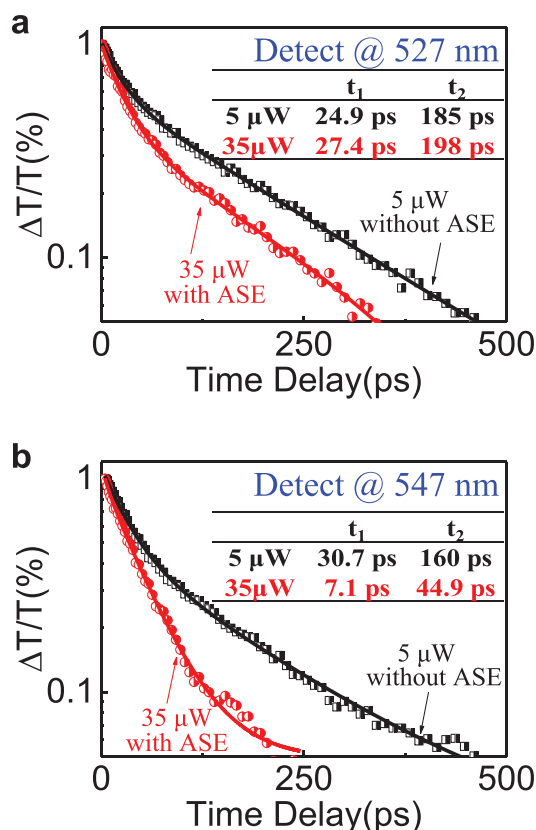 a
Detect @ 527 nm
t1 t2
5 µW 24.9 ps 185 ps
35µW 27.4 ps 198 ps
5 µW
without ASE
35 µW
with ASE
ΔT/T(%)
1
0.1
0 250 500
Time Delay(ps)
b
Detect @ 547 nm
t1 t2
5 µW 30.7 ps 160 ps
35µW 7.1 ps 44.9 ps
5 µW
without ASE
35 µW
with ASE
ΔT/T(%)
1
0.1
0 250 500
Time Delay(ps)